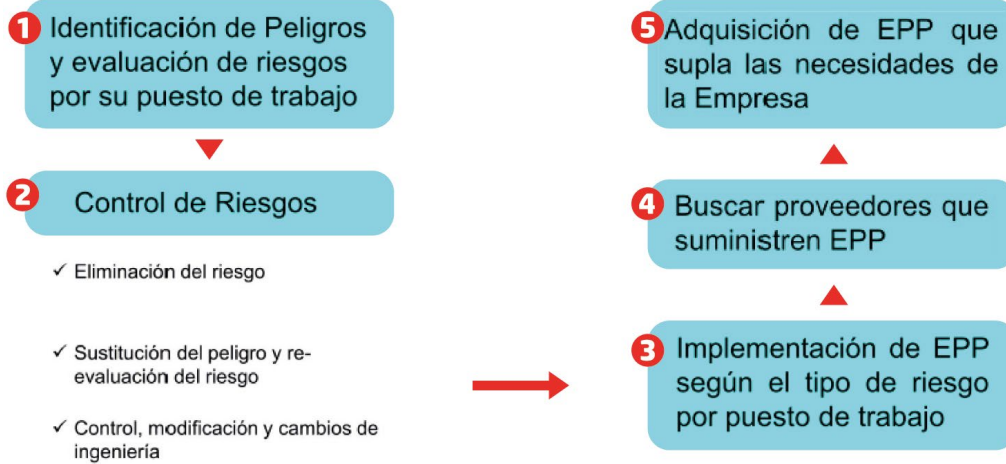 1 Identificación de Peligros
y evaluación de riesgos
por su puesto de trabajo
2 Control de Riesgos
✓ Eliminación del riesgo
✓ Sustitución del peligro y re-
evaluación del riesgo
✓ Control, modificación y cambios de
ingeniería
3 Implementación de EPP
según el tipo de riesgo
por puesto de trabajo
4 Buscar proveedores que
suministren EPP
5 Adquisición de EPP que
supla las necesidades de
la Empresa